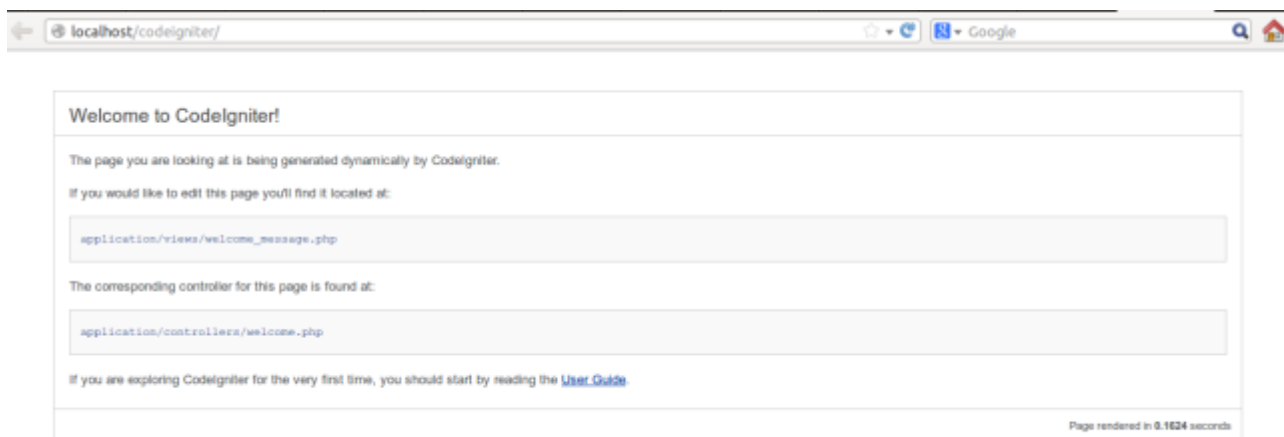 localhost/codeigniter/
Google
Welcome to CodeIgniter!
The page you are looking at is being generated dynamically by CodeIgniter.
If you would like to edit this page you'll find it located at:
application/views/welcome_message.php
The corresponding controller for this page is found at:
application/controllers/welcome.php
If you are exploring CodeIgniter for the very first time, you should start by reading the User Guide.
Page rendered in 0.1624 seconds